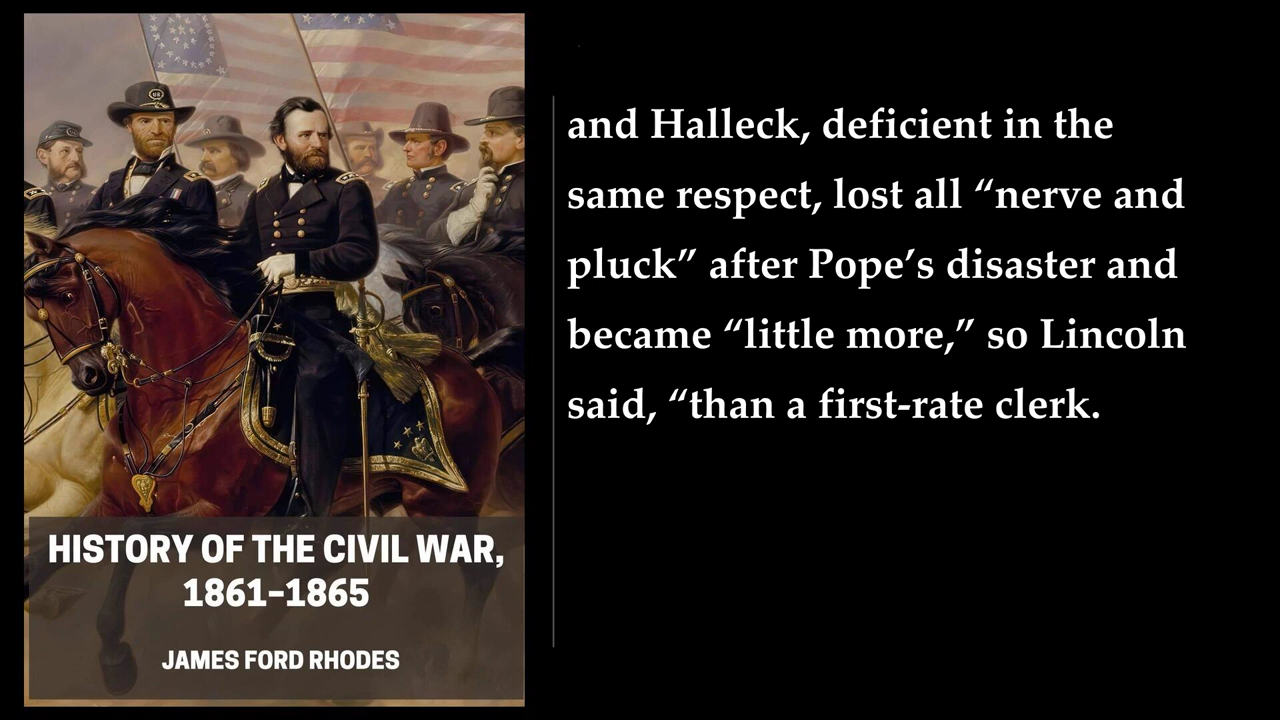 HISTORY OF THE CIVIL WAR,
1861–1865
JAMES FORD RHODES
and Halleck, deficient in the
same respect, lost all “nerve and
pluck” after Pope’s disaster and
became “little more,” so Lincoln
said, “than a first-rate clerk.